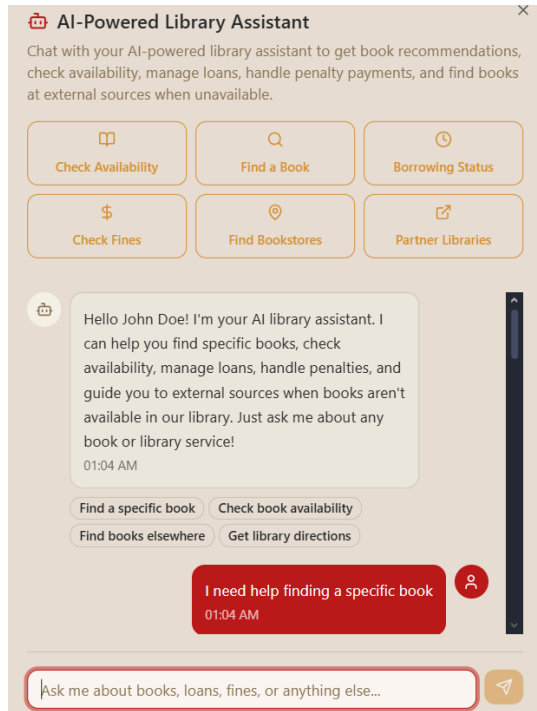 AI-Powered Library Assistant
Chat with your AI-powered library assistant to get book recommendations,
check availability, manage loans, handle penalty payments, and find books
at external sources when unavailable.
Check Availability
Find a Book
Borrowing Status
Check Fines
Find Bookstores
Partner Libraries
Hello John Doe! I'm your AI library assistant. I
can help you find specific books, check
availability, manage loans, handle penalties, and
guide you to external sources when books aren't
available in our library. Just ask me about any
book or library service!
01:04 AM
Find a specific book
Check book availability
Find books elsewhere
Get library directions
I need help finding a specific book
01:04 AM
Ask me about books, loans, fines, or anything else...